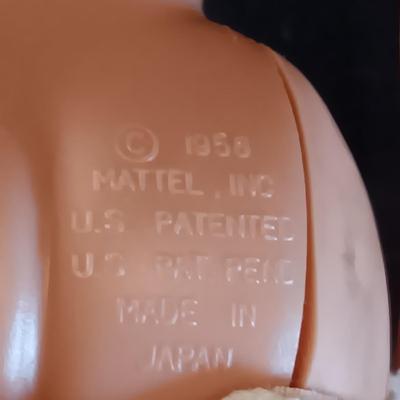 © 1958
MATTEL, INC
U.S. PATENTED
U.S. PAT. PEND
MADE IN
JAPAN